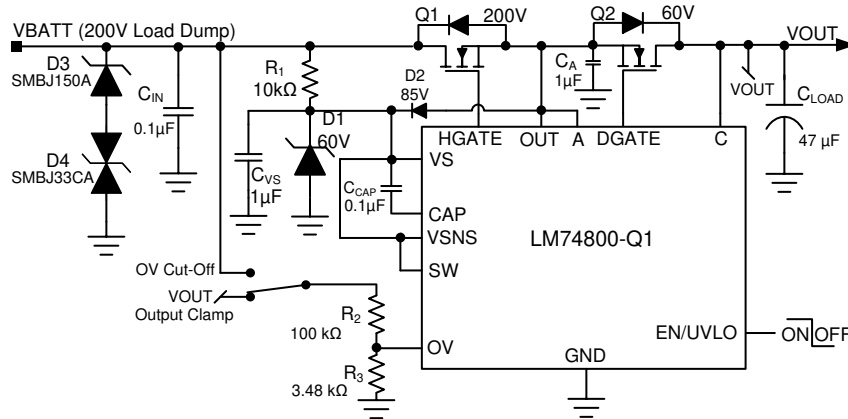 VBATT (200V Load Dump)
Q1
200V
Q2
60V
VOUT
D3
SMBJ150A
CIN
0.1µF
R1
10kΩ
D2
85V
CA
1µF
VOUT
CLOAD
47 µF
D1
60V
HGATE
OUT
A
DGATE
C
D4
SMBJ33CA
CVS
1µF
VS
CCAP
0.1µF
CAP
VSNS
SW
LM74800-Q1
OV Cut-Off
VOUT
Output Clamp
R2
100 kΩ
OV
R3
3.48 kΩ
GND
EN/UVLO
ON OFF